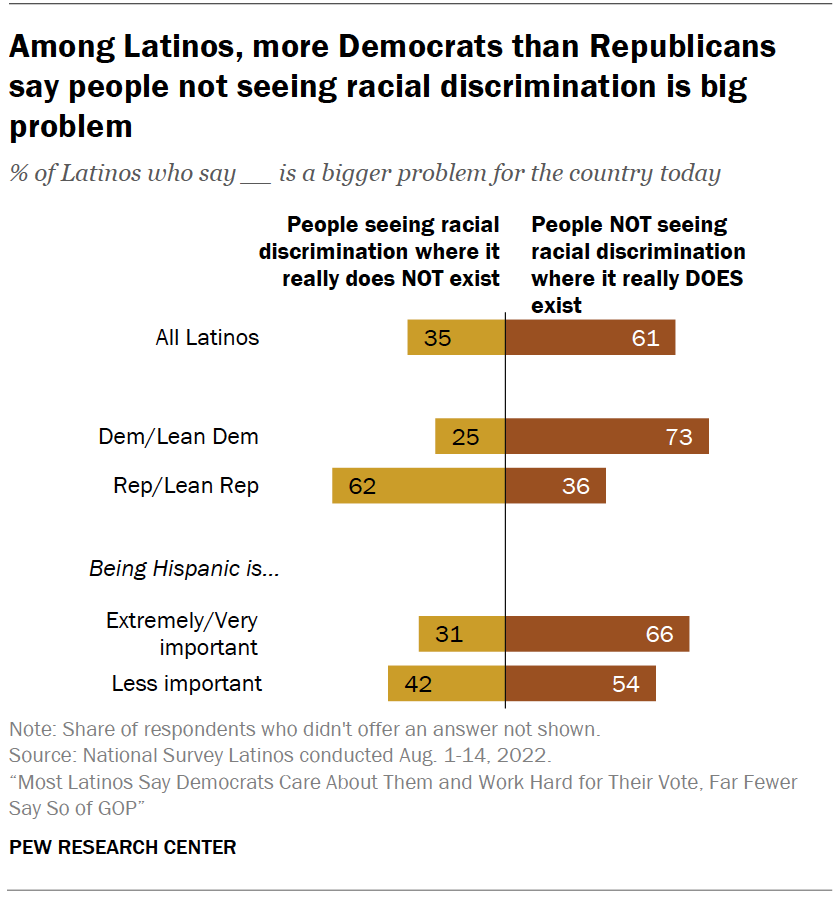 Among Latinos, more Democrats than Republicans
say people not seeing racial discrimination is big
problem
% of Latinos who say __ is a bigger problem for the country today
People seeing racial
discrimination where it
really does NOT exist
People NOT seeing
racial discrimination
where it really DOES
exist
All Latinos 35 61
Dem/Lean Dem 25 73
Rep/Lean Rep 62 36
Being Hispanic is...
Extremely/Very
important 31 66
Less important 42 54
Note: Share of respondents who didn't offer an answer not shown.
Source: National Survey Latinos conducted Aug. 1-14, 2022.
“Most Latinos Say Democrats Care About Them and Work Hard for Their Vote, Far Fewer
Say So of GOP”
PEW RESEARCH CENTER